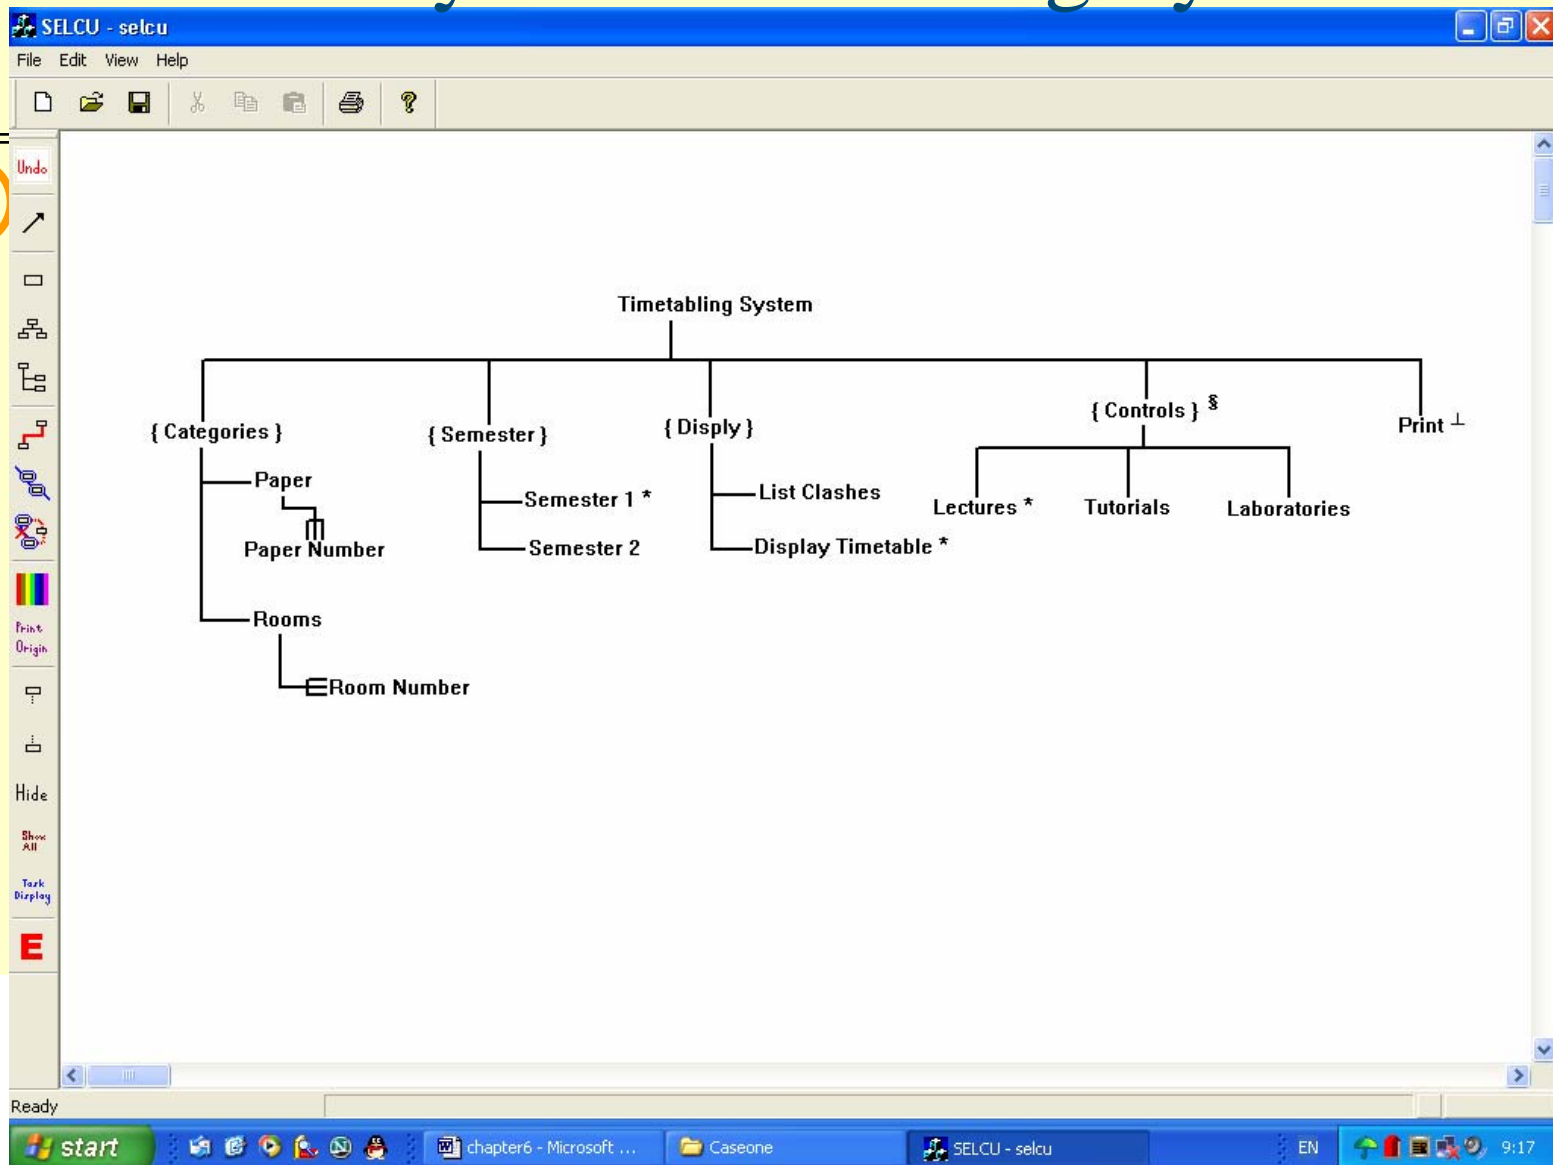 SELCU - selcu
File Edit View Help
Undo
Timetabling System
{ Categories }
{ Semester }
{ Disply }
{ Controls } §
Print ⊥
Paper
Paper Number
Rooms
Room Number
Semester 1 *
Semester 2
List Clashes
Display Timetable *
Lectures *
Tutorials
Laboratories
Print
Origin
Hide
Show
All
Task
Display
E
Ready
start
chapter6 - Microsoft ...
Caseone
SELCU - selcu
EN
9:17